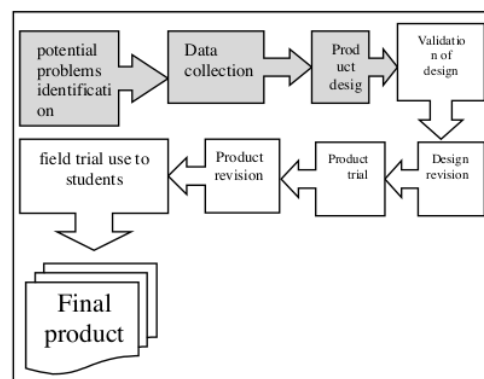 potential
problems
identificati
on
Data
collection
Prod
uct
desig
Validatio
n of
design
field trial use to
students
Product
revision
Product
trial
Design
revision
Final
product